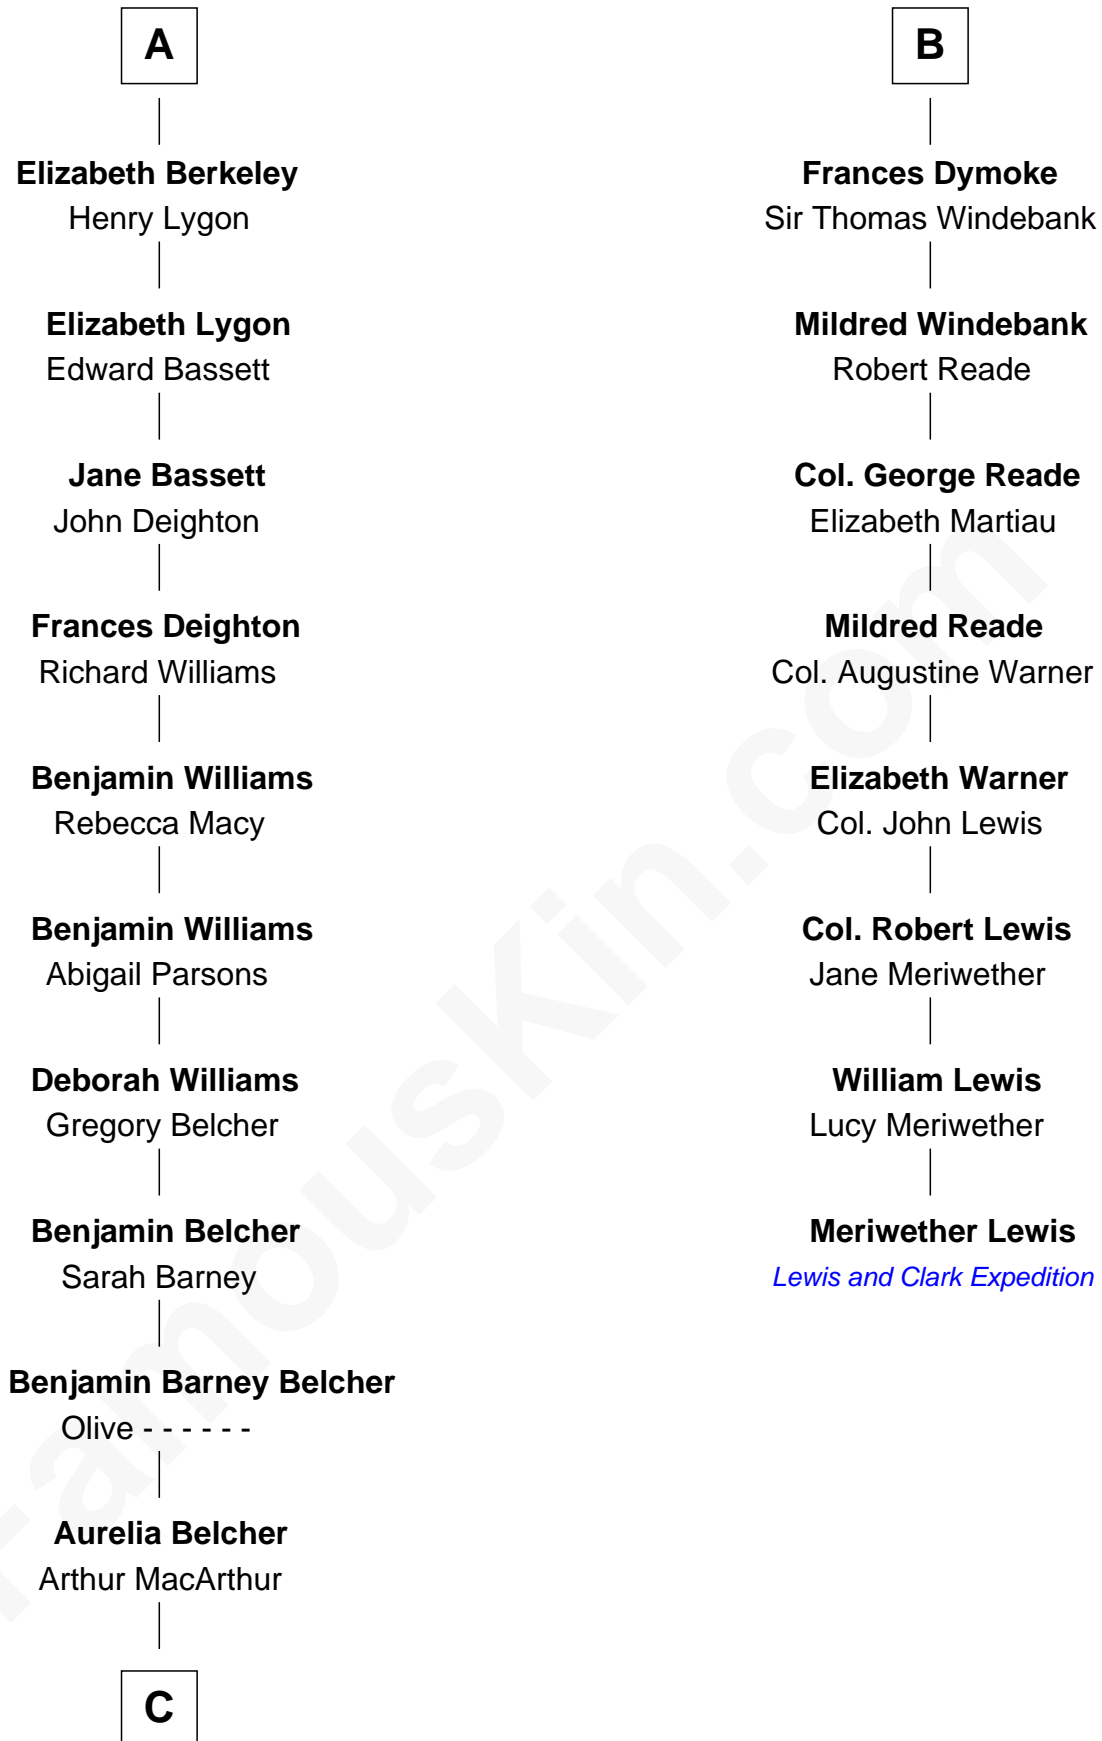 A
Elizabeth Berkeley
Henry Lygon
Elizabeth Lygon
Edward Bassett
Jane Bassett
John Deighton
Frances Deighton
Richard Williams
Benjamin Williams
Rebecca Macy
Benjamin Williams
Abigail Parsons
Deborah Williams
Gregory Belcher
Benjamin Belcher
Sarah Barney
Benjamin Barney Belcher
Olive - - - - - -
Aurelia Belcher
Arthur MacArthur
C
B
Frances Dymoke
Sir Thomas Windebank
Mildred Windebank
Robert Reade
Col. George Reade
Elizabeth Martiau
Mildred Reade
Col. Augustine Warner
Elizabeth Warner
Col. John Lewis
Col. Robert Lewis
Jane Meriwether
William Lewis
Lucy Meriwether
Meriwether Lewis
Lewis and Clark Expedition
FamousKin.com